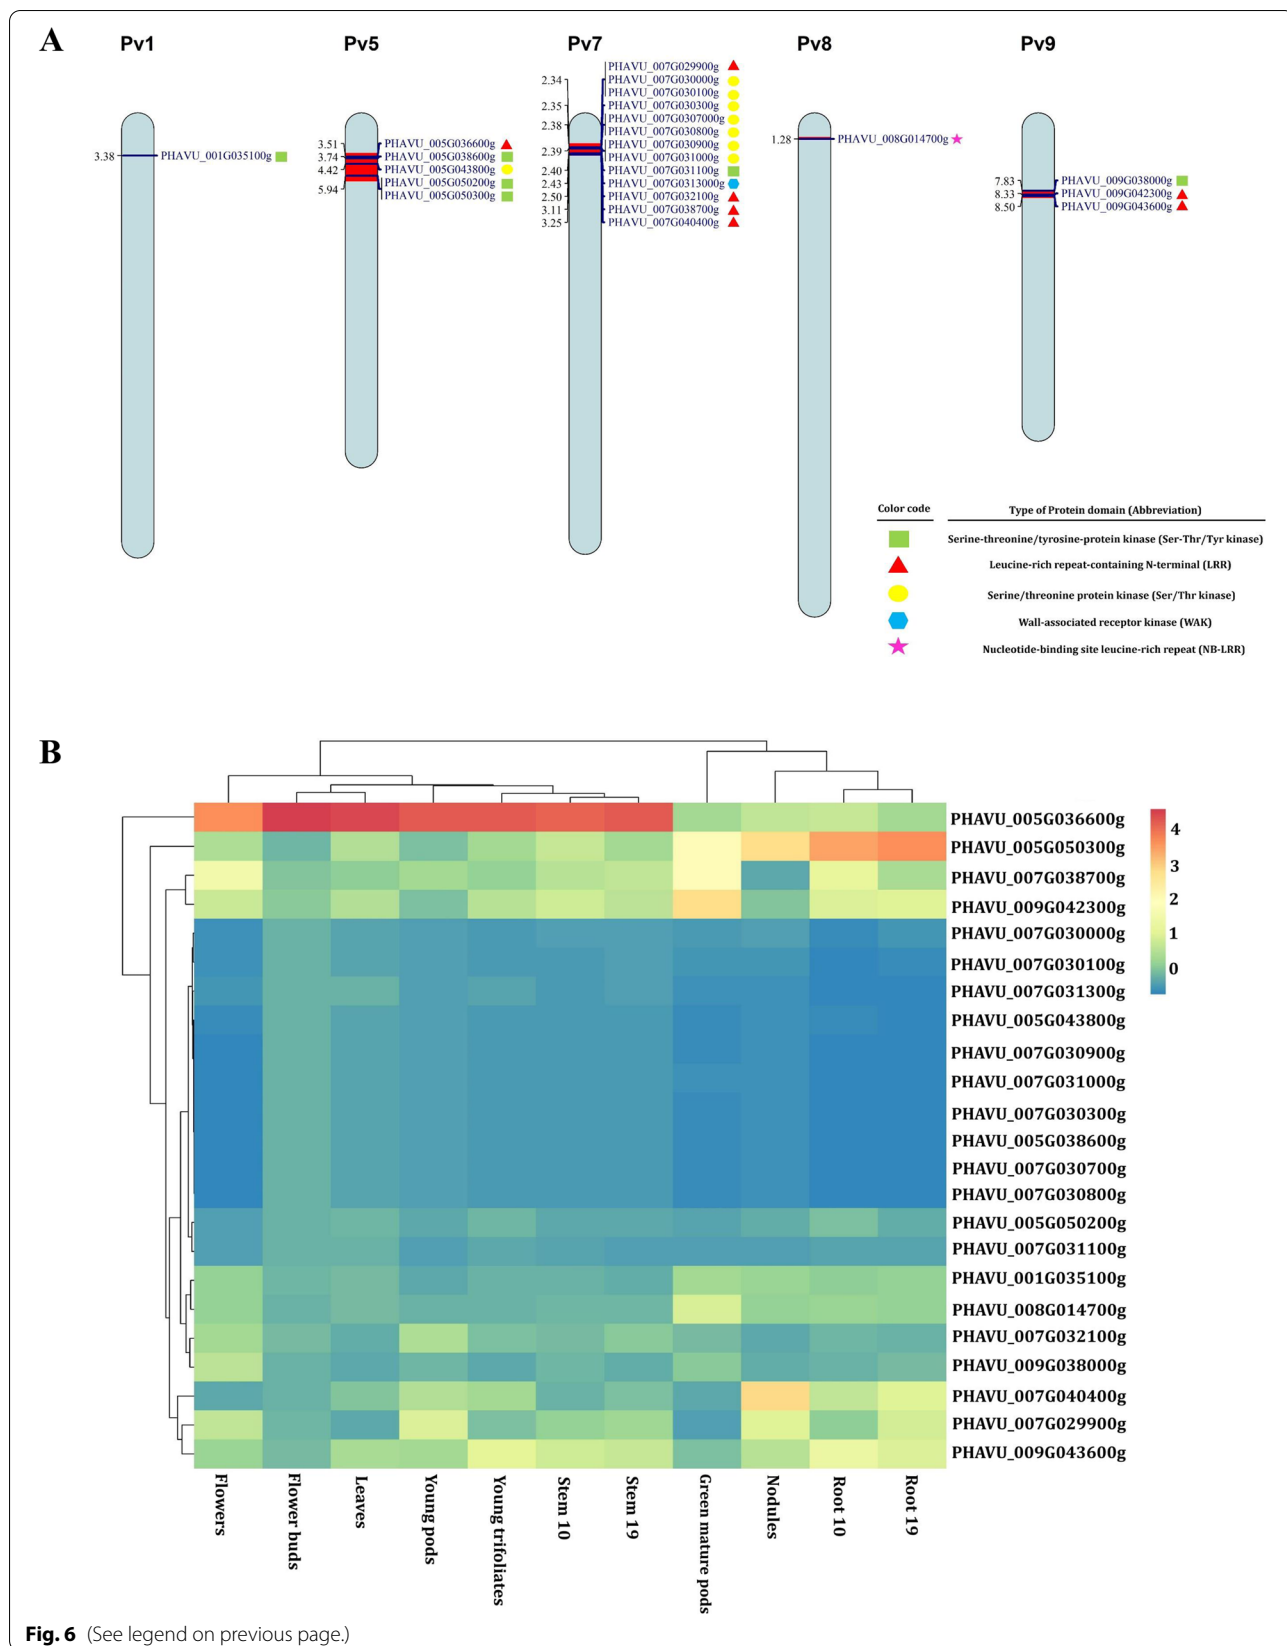 A
Pv1
Pv5
Pv7
Pv8
Pv9
3.38
PHAVU_001G035100g
3.51
3.74
4.42
5.94
PHAVU_005G036600g
PHAVU_005G038600g
PHAVU_005G043800g
PHAVU_005G050200g
PHAVU_005G050300g
2.34
2.35
2.38
2.39
2.40
2.43
2.50
3.11
3.25
PHAVU_007G029900g
PHAVU_007G030000g
PHAVU_007G030100g
PHAVU_007G030300g
PHAVU_007G0307000g
PHAVU_007G030800g
PHAVU_007G030900g
PHAVU_007G031000g
PHAVU_007G031100g
PHAVU_007G0313000g
PHAVU_007G032100g
PHAVU_007G038700g
PHAVU_007G040400g
1.28
PHAVU_008G014700g
7.83
8.33
8.50
PHAVU_009G038000g
PHAVU_009G042300g
PHAVU_009G043600g
Color code
Type of Protein domain (Abbreviation)
Serine-threonine/tyrosine-protein kinase (Ser-Thr/Tyr kinase)
Leucine-rich repeat-containing N-terminal (LRR)
Serine/threonine protein kinase (Ser/Thr kinase)
Wall-associated receptor kinase (WAK)
Nucleotide-binding site leucine-rich repeat (NB-LRR)
B
PHAVU_005G036600g
PHAVU_005G050300g
PHAVU_007G038700g
PHAVU_009G042300g
PHAVU_007G030000g
PHAVU_007G030100g
PHAVU_007G031300g
PHAVU_005G043800g
PHAVU_007G030900g
PHAVU_007G031000g
PHAVU_007G030300g
PHAVU_005G038600g
PHAVU_007G030700g
PHAVU_007G030800g
PHAVU_005G050200g
PHAVU_007G031100g
PHAVU_001G035100g
PHAVU_008G014700g
PHAVU_007G032100g
PHAVU_009G038000g
PHAVU_007G040400g
PHAVU_007G029900g
PHAVU_009G043600g
4
3
2
1
0
Flowers
Flower buds
Leaves
Young pods
Young trifoliates
Stem 10
Stem 19
Green mature pods
Nodules
Root 10
Root 19
Fig. 6 (See legend on previous page.)